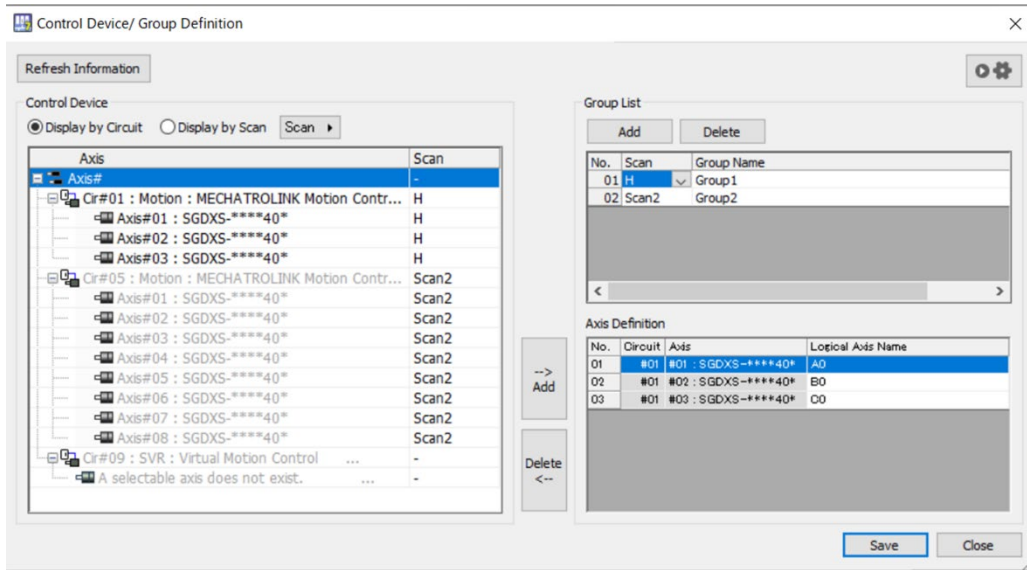 Control Device/ Group Definition
Refresh Information
Control Device
Display by Circuit Display by Scan Scan
Axis Scan
Axis# -
Cir#01 : Motion : MECHATROLINK Motion Contr... H
Axis#01 : SGDXS-****40* H
Axis#02 : SGDXS-****40* H
Axis#03 : SGDXS-****40* H
Cir#05 : Motion : MECHATROLINK Motion Contr... Scan2
Axis#01 : SGDXS-****40* Scan2
Axis#02 : SGDXS-****40* Scan2
Axis#03 : SGDXS-****40* Scan2
Axis#04 : SGDXS-****40* Scan2
Axis#05 : SGDXS-****40* Scan2
Axis#06 : SGDXS-****40* Scan2
Axis#07 : SGDXS-****40* Scan2
Axis#08 : SGDXS-****40* Scan2
Cir#09 : SVR : Virtual Motion Control ... -
A selectable axis does not exist. ... -
-->
Add
Delete
<--
Group List
Add Delete
No. Scan Group Name
01 H Group1
02 Scan2 Group2
Axis Definition
No. Circuit Axis Logical Axis Name
01 #01 #01 : SGDXS-****40* A0
02 #01 #02 : SGDXS-****40* B0
03 #01 #03 : SGDXS-****40* C0
Save Close